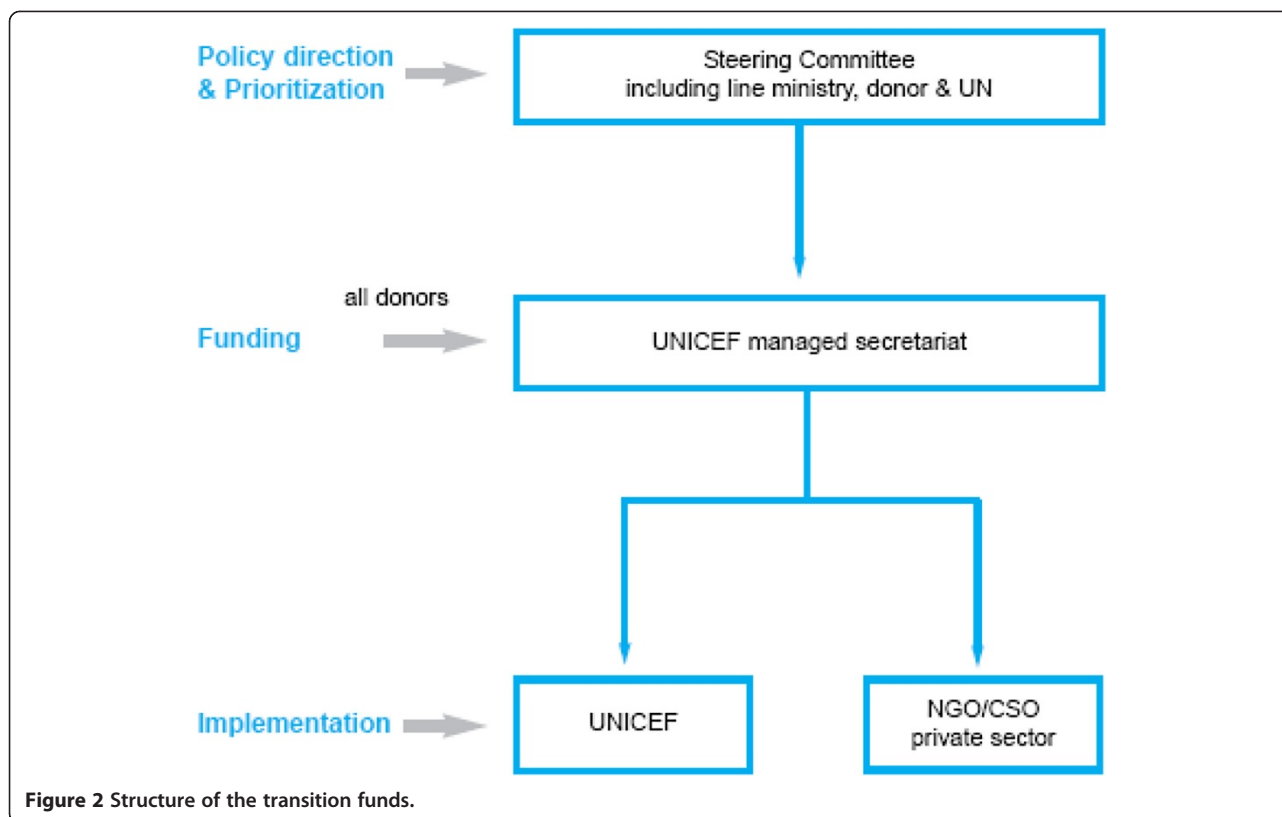 Policy direction
& Prioritization
Steering Committee
including line ministry, donor & UN
all donors
Funding
UNICEF managed secretariat
Implementation
UNICEF
NGO/CSO
private sector
Figure 2 Structure of the transition funds.